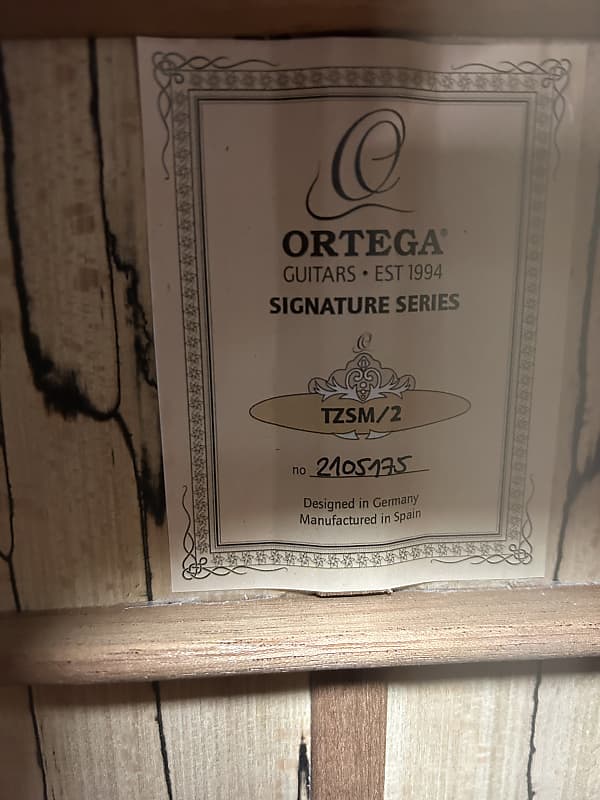 ORTEGA®
GUITARS • EST 1994
SIGNATURE SERIES
TZSM/2
no 2105175
Designed in Germany
Manufactured in Spain